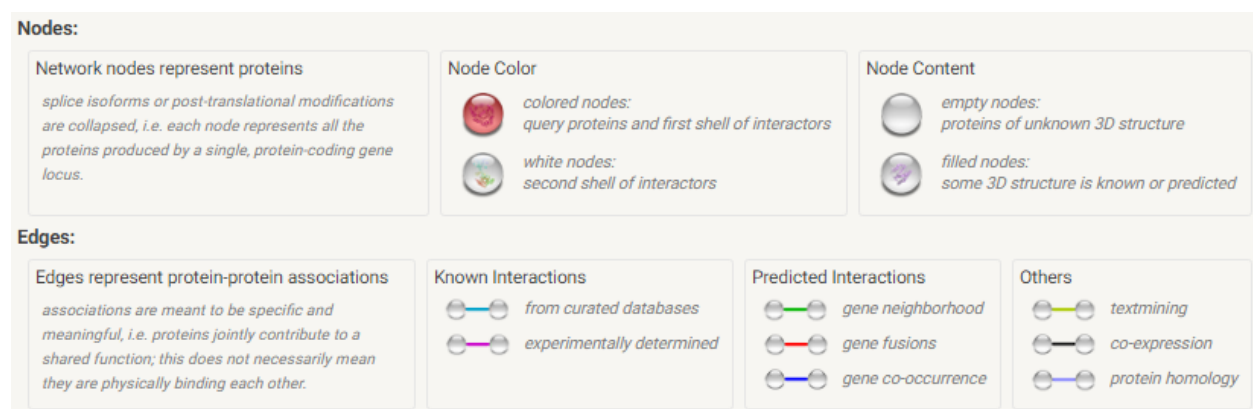 Nodes:
Network nodes represent proteins
splice isoforms or post-translational modifications
are collapsed, i.e. each node represents all the
proteins produced by a single, protein-coding gene
locus.
Node Color
colored nodes:
query proteins and first shell of interactors
white nodes:
second shell of interactors
Node Content
empty nodes:
proteins of unknown 3D structure
filled nodes:
some 3D structure is known or predicted
Edges:
Edges represent protein-protein associations
associations are meant to be specific and
meaningful, i.e. proteins jointly contribute to a
shared function; this does not necessarily mean
they are physically binding each other.
Known Interactions
from curated databases
experimentally determined
Predicted Interactions
gene neighborhood
gene fusions
gene co-occurrence
Others
textmining
co-expression
protein homology